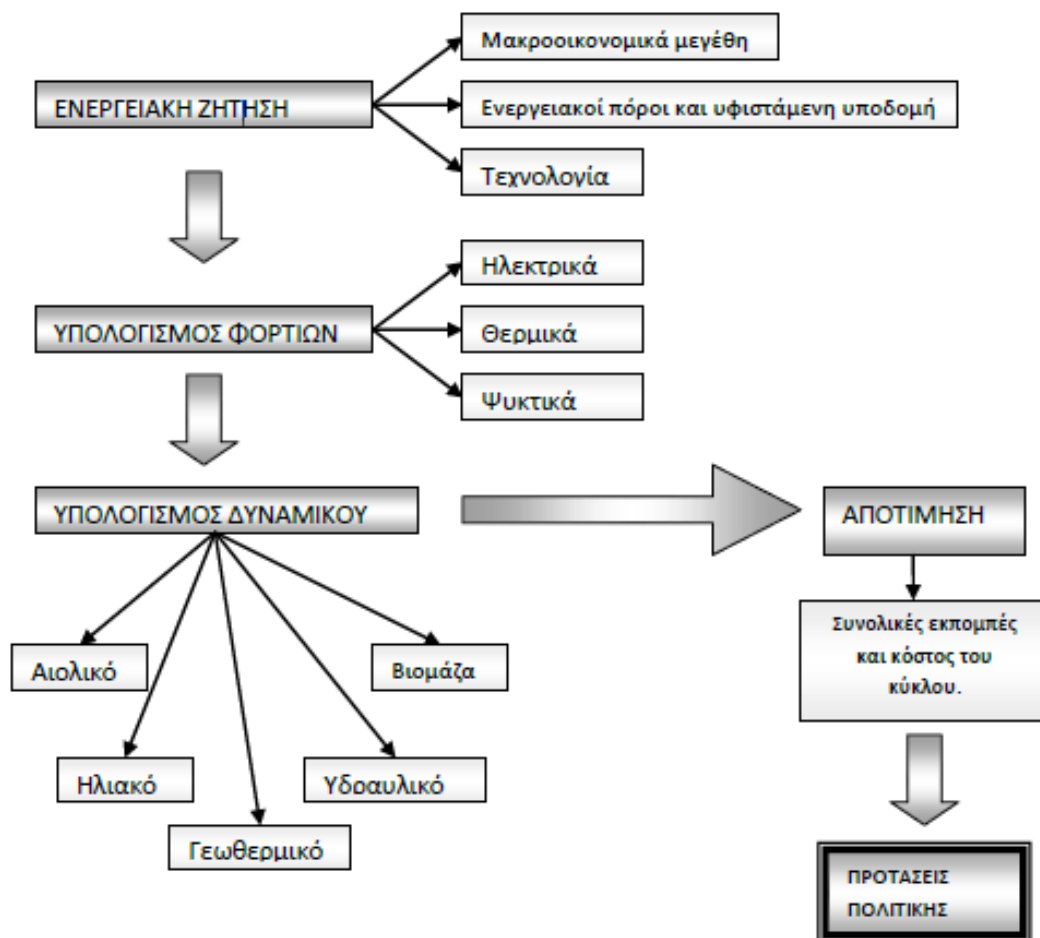 Μακροοικονομικά μεγέθη
ΕΝΕΡΓΕΙΑΚΗ ΖΗΤΗΣΗ
Ενεργειακοί πόροι και υφιστάμενη υποδομή
Τεχνολογία
Ηλεκτρικά
ΥΠΟΛΟΓΙΣΜΟΣ ΦΟΡΤΙΩΝ
Θερμικά
Ψυκτικά
ΥΠΟΛΟΓΙΣΜΟΣ ΔΥΝΑΜΙΚΟΥ
ΑΠΟΤΙΜΗΣΗ
Συνολικές εκπομπές
και κόστος του
κύκλου.
Αιολικό
Βιομάζα
Ηλιακό
Υδραυλικό
Γεωθερμικό
ΠΡΟΤΑΣΕΙΣ
ΠΟΛΙΤΙΚΗΣ